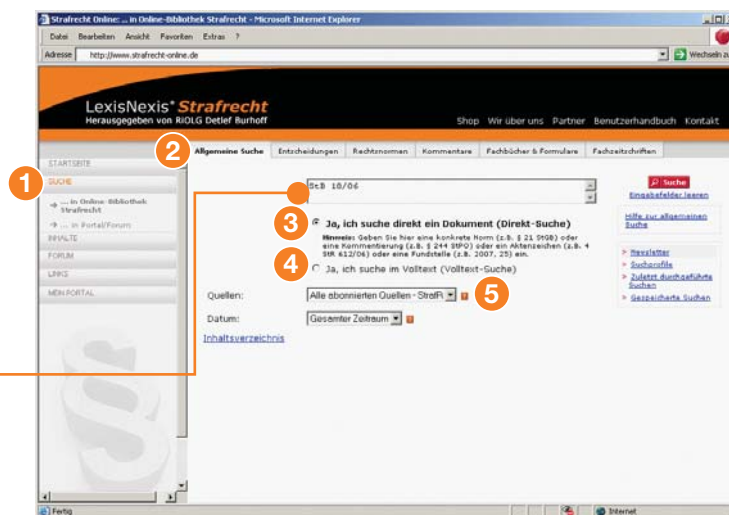 Strafrecht Online: ... in Online-Bibliothek Strafrecht - Microsoft Internet Explorer
Datei Bearbeiten Ansicht Favoriten Extras ?
Adresse http://www.strafrecht-online.de Wechseln zu
LexisNexis® Strafrecht
Herausgegeben von RiOLG Detlef Burhoff
Shop Wir über uns Partner Benutzerhandbuch Kontakt
2 Allgemeine Suche Entscheidungen Rechtsnormen Kommentare Fachbücher & Formulare Fachzeitschriften
STARTSEITE
1 SUCHE
... in Online-Bibliothek
Strafrecht
... in Portal/Forum
INHALTE
FORUM
LINKS
MEIN PORTAL
StB 18/06
Suche
Eingabefelder leeren
3 Ja, ich suche direkt ein Dokument (Direkt-Suche)
Hinweis: Geben Sie hier eine konkrete Norm (z.B. § 21 StGB) oder
eine Kommentierung (z.B. § 244 StPO) oder ein Aktenzeichen (z.B. 4
StR 612/06) oder eine Fundstelle (z.B. 2007, 25) ein.
4 Ja, ich suche im Volltext (Volltext-Suche)
Hilfe zur allgemeinen
Suche
Newsletter
Suchprofile
Zuletzt durchgeführte
Suchen
Gespeicherte Suchen
Quellen: Alle abonnierten Quellen - StrafR 5
Datum: Gesamter Zeitraum
Inhaltsverzeichnis
Fertig Internet